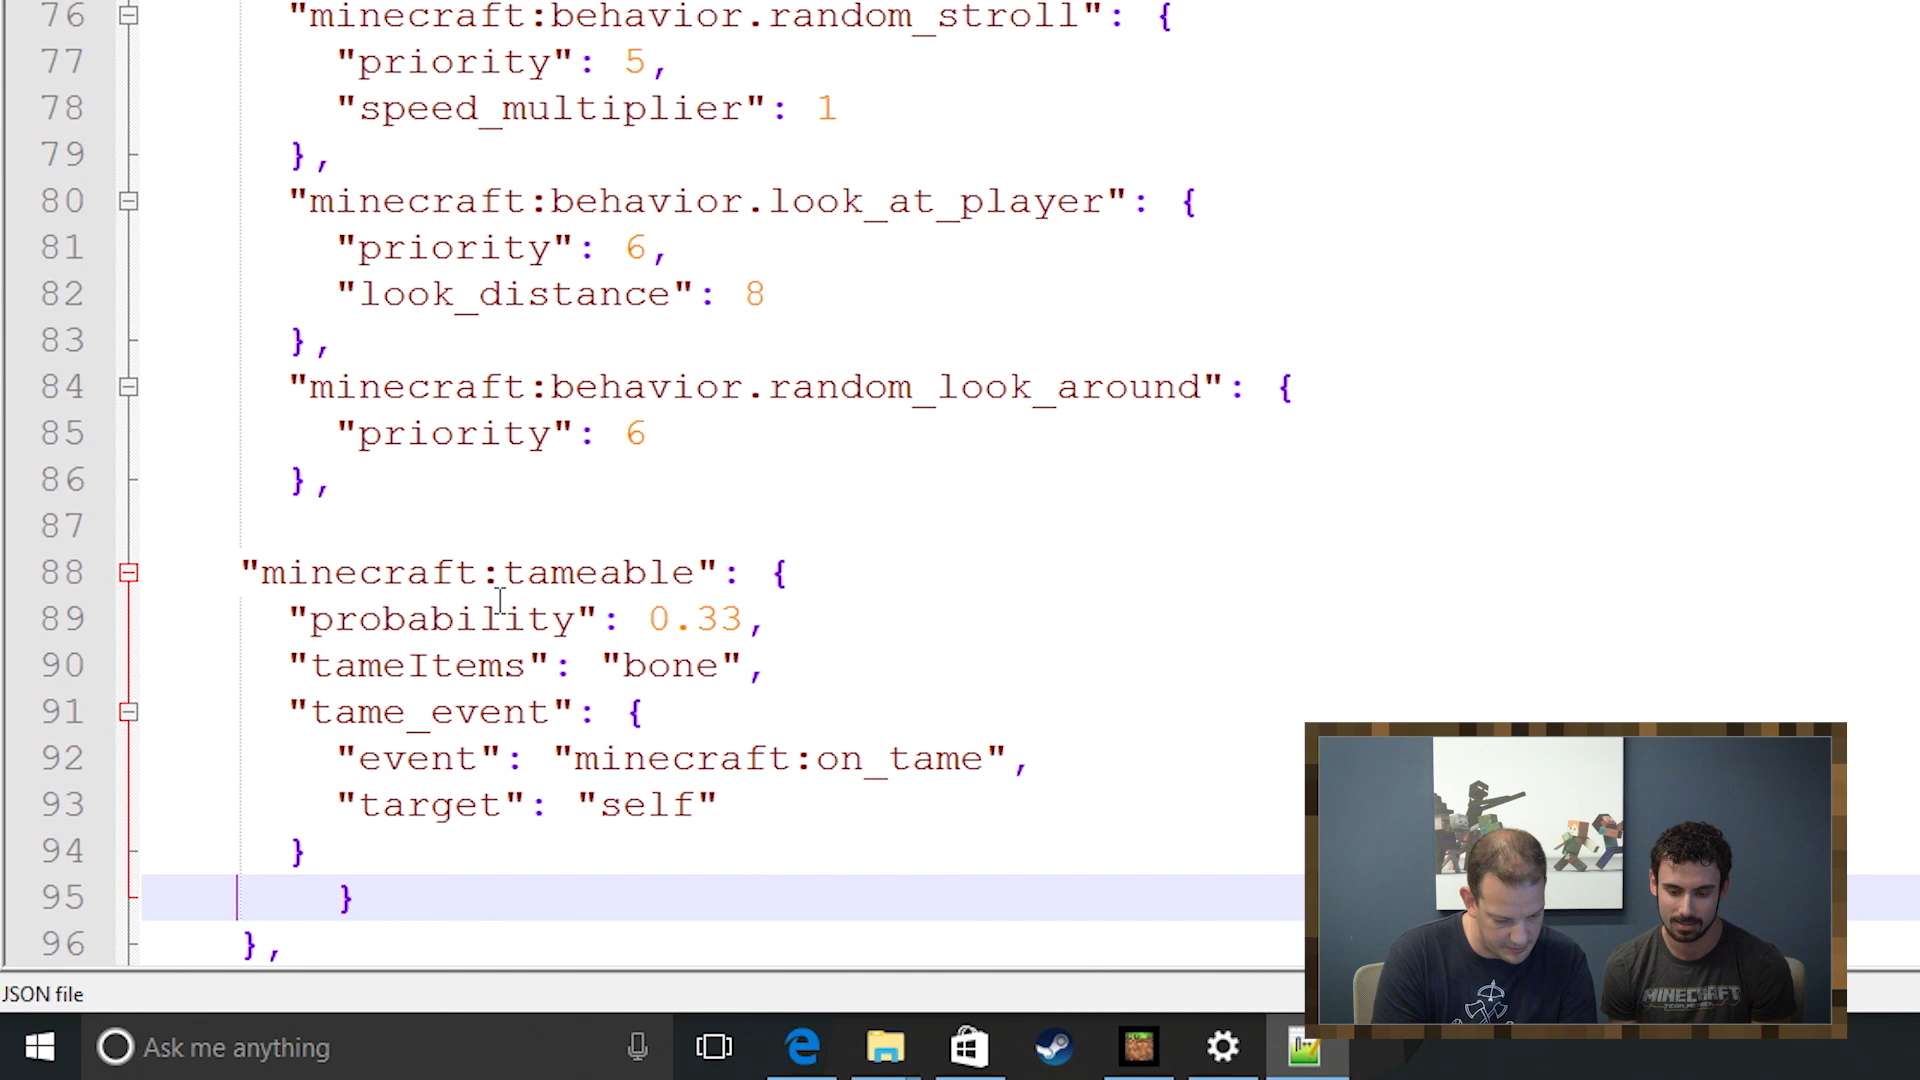 76 "minecraft:behavior.random_stroll": {
77 "priority": 5,
78 "speed_multiplier": 1
79 },
80 "minecraft:behavior.look_at_player": {
81 "priority": 6,
82 "look_distance": 8
83 },
84 "minecraft:behavior.random_look_around": {
85 "priority": 6
86 },
87
88 "minecraft:tameable": {
89 "probability": 0.33,
90 "tameItems": "bone",
91 "tame_event": {
92 "event": "minecraft:on_tame",
93 "target": "self"
94 }
95 }
96 },
JSON file
Ask me anything
MINECRAFT